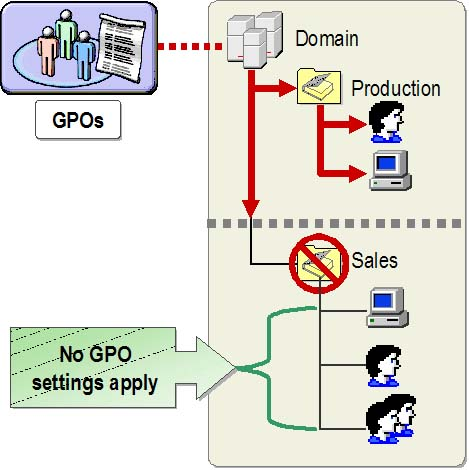 Domain
Production
GPOs
Sales
No GPO
settings apply